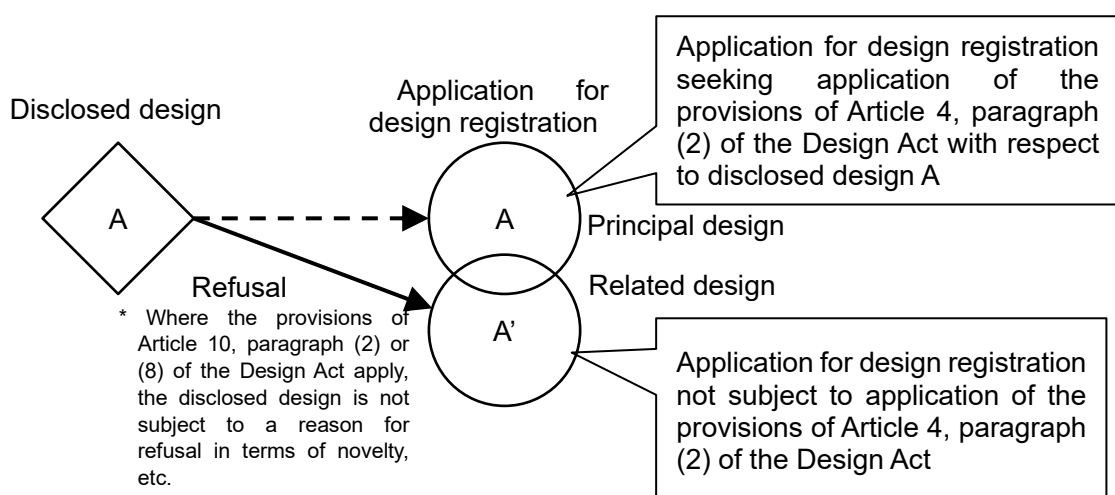 Disclosed design
A
Application for
design registration
Application for design registration
seeking application of the
provisions of Article 4, paragraph
(2) of the Design Act with respect
to disclosed design A
A
Principal design
Refusal
* Where the provisions of
Article 10, paragraph (2) or
(8) of the Design Act apply,
the disclosed design is not
subject to a reason for
refusal in terms of novelty,
etc.
Related design
A’
Application for design registration
not subject to application of the
provisions of Article 4, paragraph
(2) of the Design Act